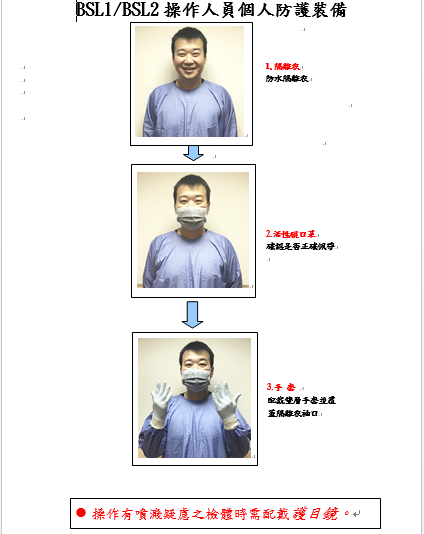 BSL1/BSL2 操作人員個人防護裝備
1.隔離衣
防水隔離衣
2.活性碳口罩
確認是否正確佩帶
3.手 套
配戴雙層手套並覆
蓋隔離衣袖口
● 操作有噴濺疑慮之檢體時需配戴護目鏡。